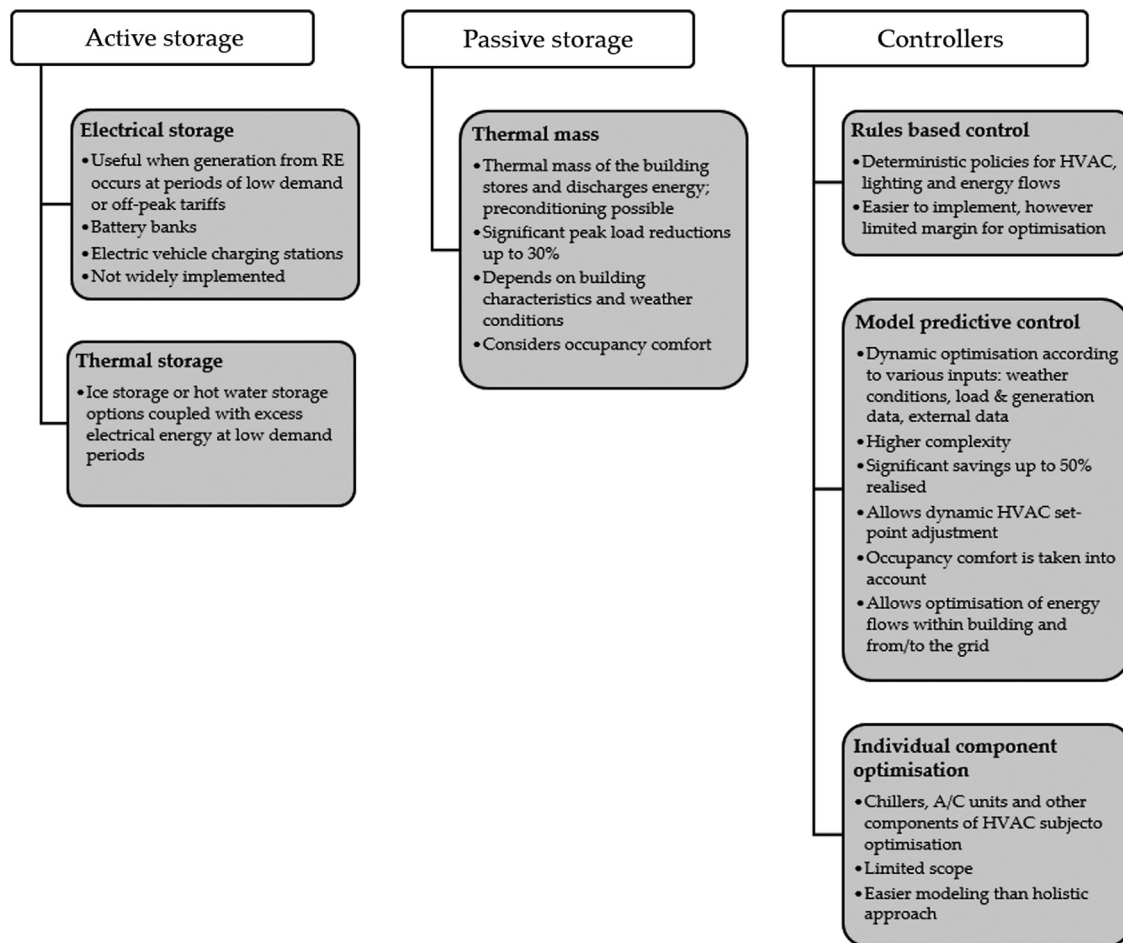 Active storage
Electrical storage
•Useful when generation from RE
occurs at periods of low demand
or off-peak tariffs
•Battery banks
•Electric vehicle charging stations
•Not widely implemented
Thermal storage
•Ice storage or hot water storage
options coupled with excess
electrical energy at low demand
periods
Passive storage
Thermal mass
•Thermal mass of the building
stores and discharges energy;
preconditioning possible
•Significant peak load reductions
up to 30%
•Depends on building
characteristics and weather
conditions
•Considers occupancy comfort
Controllers
Rules based control
•Deterministic policies for HVAC,
lighting and energy flows
•Easier to implement, however
limited margin for optimisation
Model predictive control
•Dynamic optimisation according
to various inputs: weather
conditions, load & generation
data, external data
•Higher complexity
•Significant savings up to 50%
realised
•Allows dynamic HVAC set-
point adjustment
•Occupancy comfort is taken into
account
•Allows optimisation of energy
flows within building and
from/to the grid
Individual component
optimisation
•Chillers, A/C units and other
components of HVAC subjecto
optimisation
•Limited scope
•Easier modeling than holistic
approach